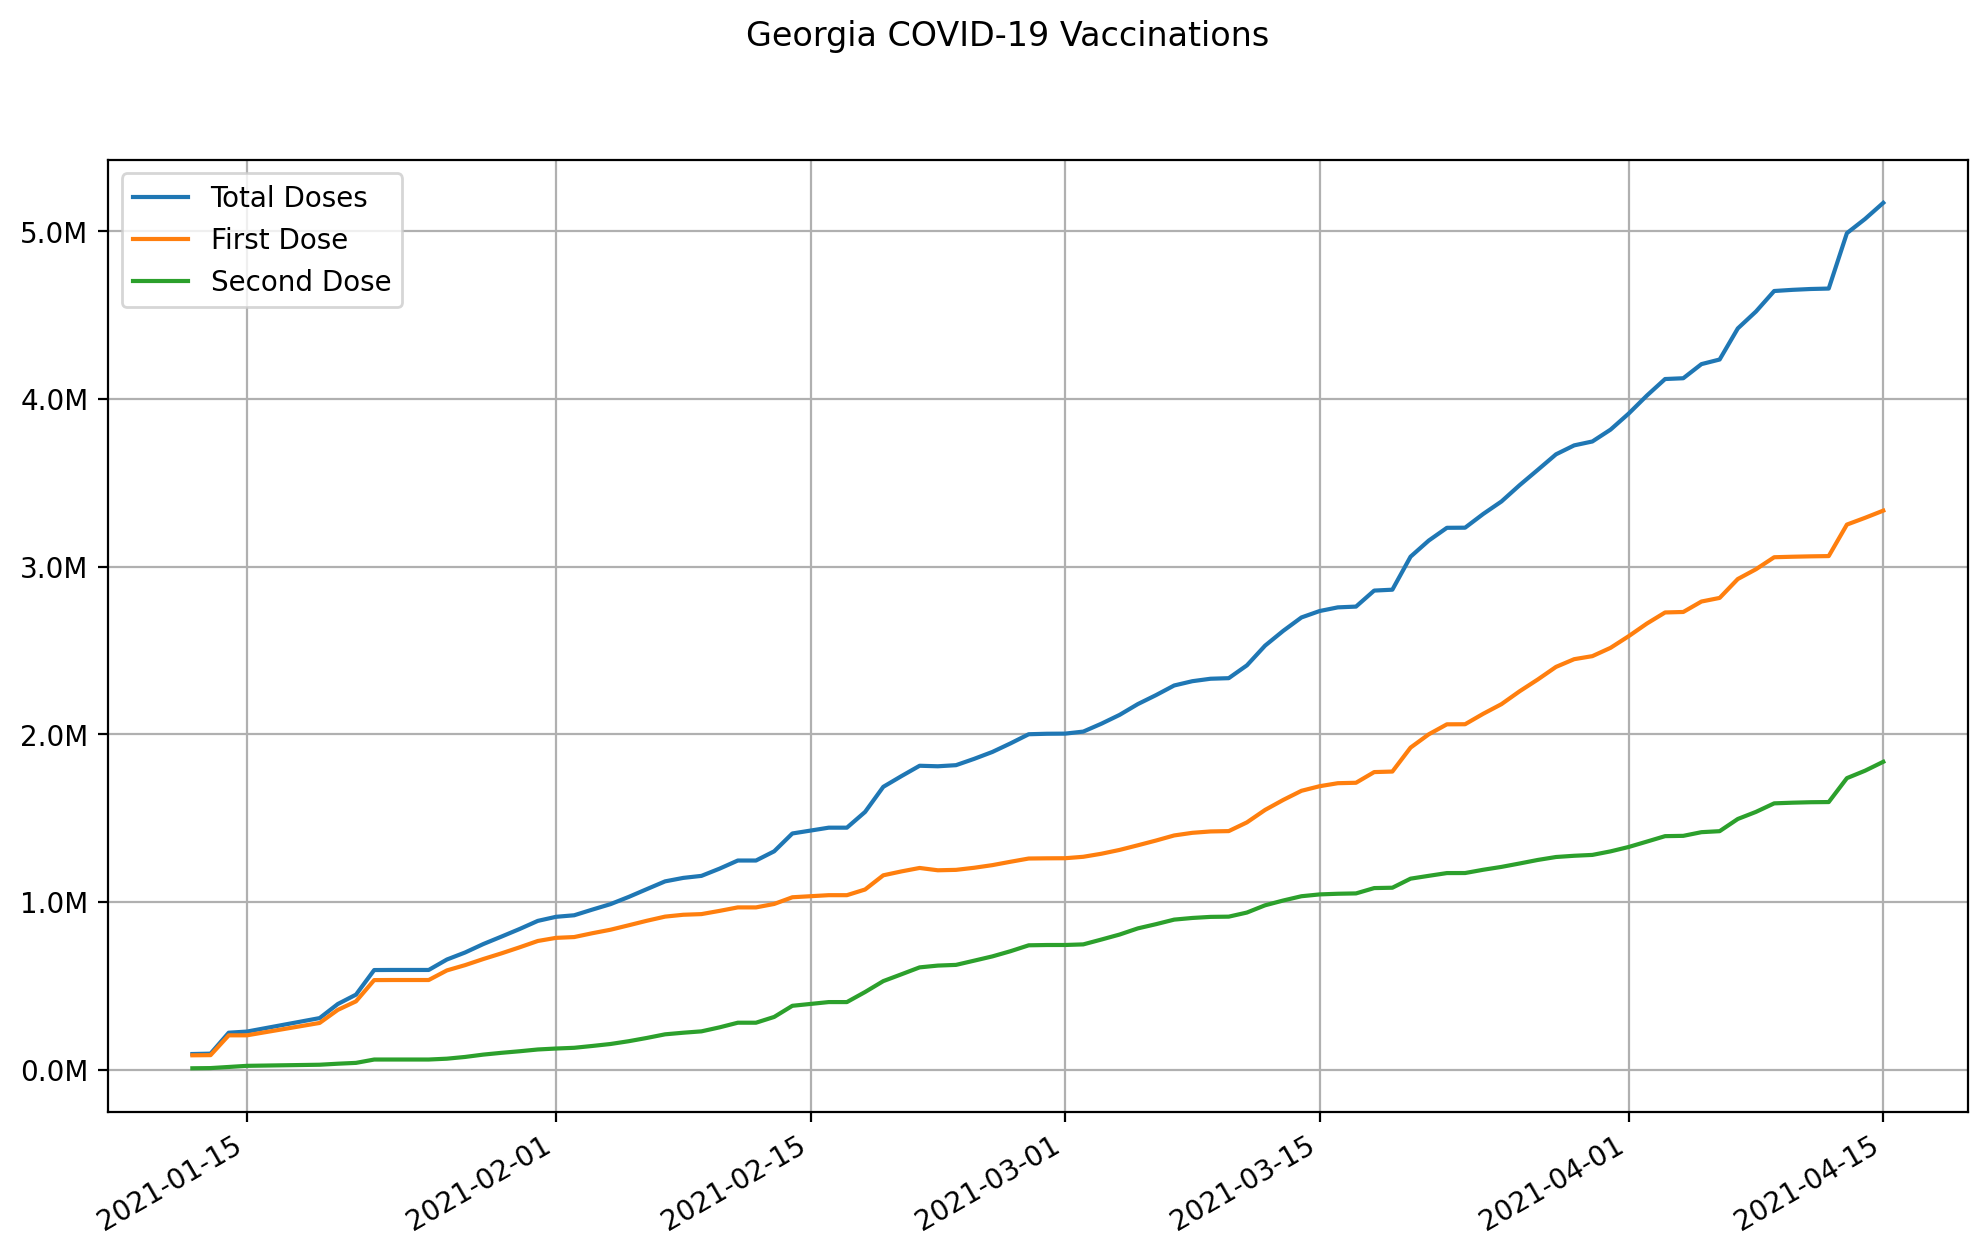 Georgia COVID-19 Vaccinations
Total Doses
First Dose
Second Dose
5.0M
4.0M
3.0M
2.0M
1.0M
0.0M
2021-01-15
2021-02-01
2021-02-15
2021-03-01
2021-03-15
2021-04-01
2021-04-15